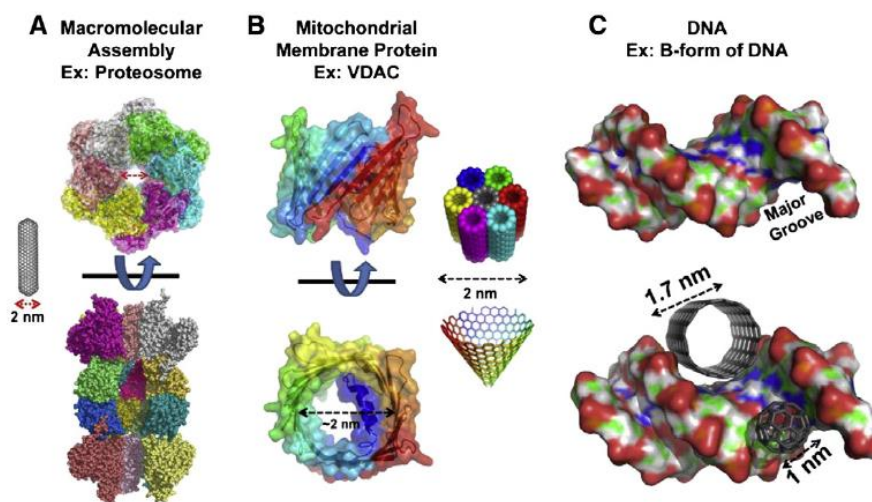 A Macromolecular
Assembly
Ex: Proteosome
2 nm
B Mitochondrial
Membrane Protein
Ex: VDAC
2 nm
~2 nm
C DNA
Ex: B-form of DNA
Major
Groove
1.7 nm
1 nm